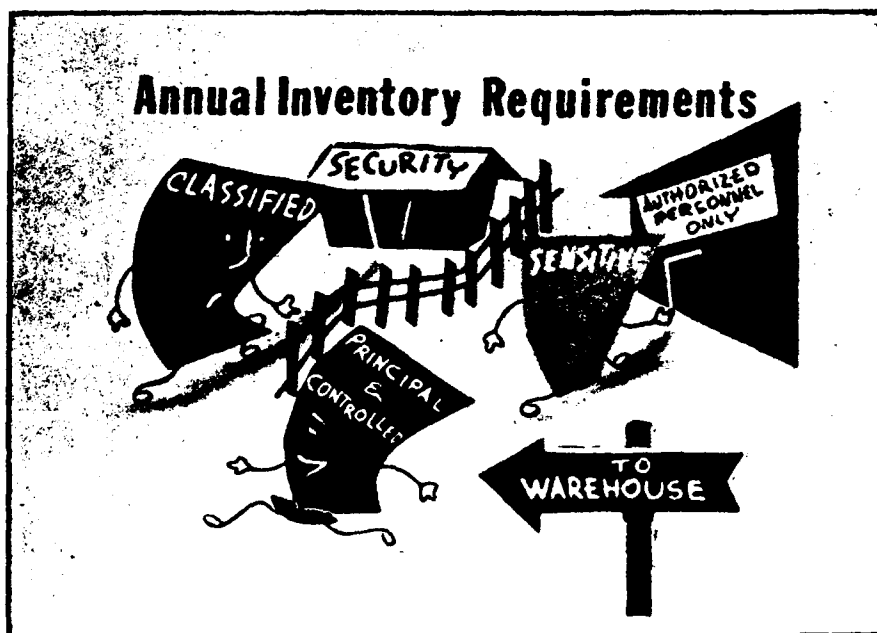 Annual Inventory Requirements
CLASSIFIED
SECURITY
AUTHORIZED
PERSONNEL
ONLY
SENSITIVE
PRINCIPAL
&
CONTROLLED
TO
WAREHOUSE